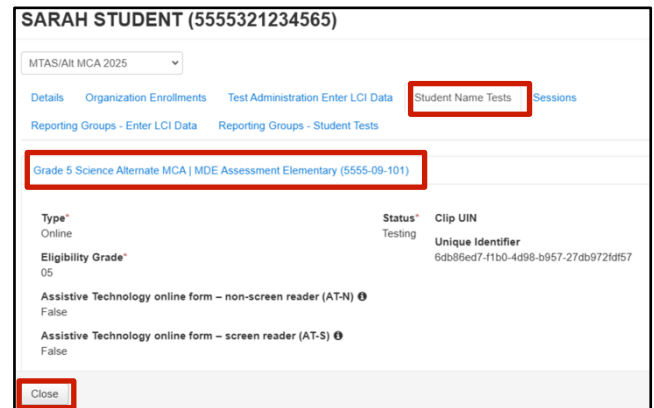 SARAH STUDENT (5555321234565)
MTAS/Alt MCA 2025
Details Organization Enrollments Test Administration Enter LCI Data Student Name Tests Sessions
Reporting Groups - Enter LCI Data Reporting Groups - Student Tests
Grade 5 Science Alternate MCA | MDE Assessment Elementary (5555-09-101)
Type* Status* Clip UIN
Online Testing
Unique Identifier
Eligibility Grade* 6db86ed7-f1b0-4d98-b957-27db972fdf57
05
Assistive Technology online form – non-screen reader (AT-N)
False
Assistive Technology online form – screen reader (AT-S)
False
Close